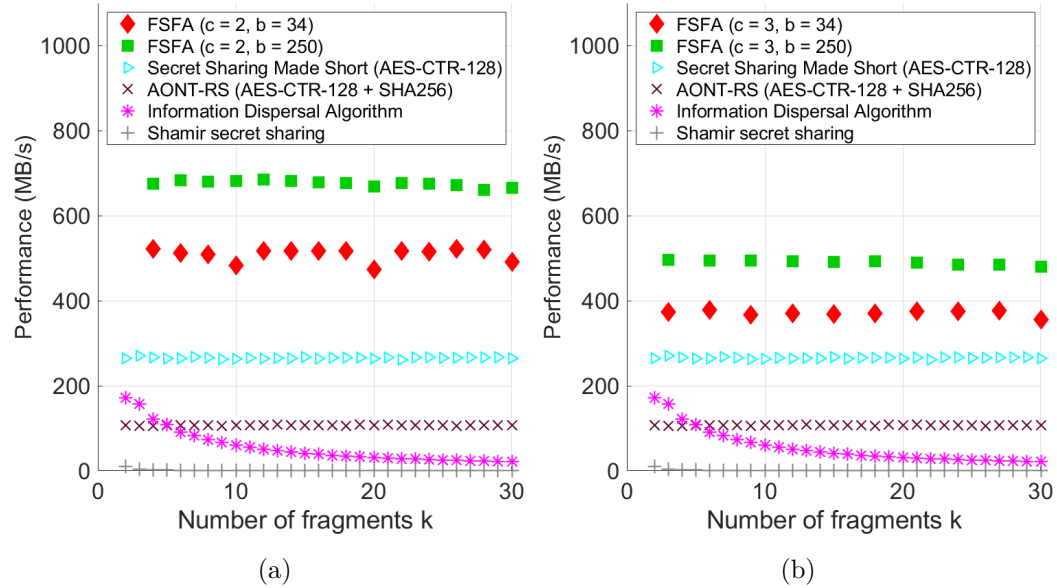 1000
800
600
400
200
0
Performance (MB/s)
FSFA (c = 2, b = 34)
FSFA (c = 2, b = 250)
Secret Sharing Made Short (AES-CTR-128)
AONT-RS (AES-CTR-128 + SHA256)
Information Dispersal Algorithm
Shamir secret sharing
0 10 20 30
Number of fragments k
(a)
1000
800
600
400
200
0
Performance (MB/s)
FSFA (c = 3, b = 34)
FSFA (c = 3, b = 250)
Secret Sharing Made Short (AES-CTR-128)
AONT-RS (AES-CTR-128 + SHA256)
Information Dispersal Algorithm
Shamir secret sharing
0 10 20 30
Number of fragments k
(b)